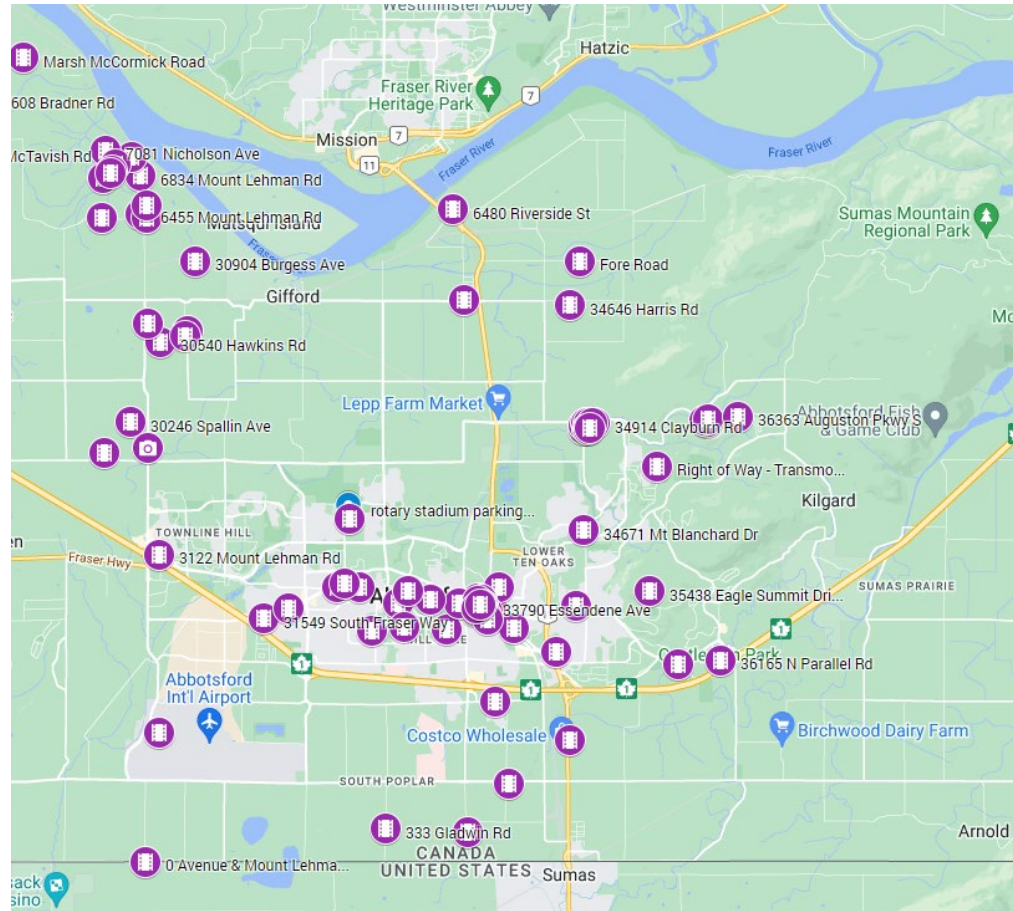 Westminster Abbey
Hatzic
Marsh McCormick Road
Fraser River
Heritage Park
7
608 Bradner Rd
Mission
7
11
Fraser River
Fraser River
McTavish Rd
7081 Nicholson Ave
6834 Mount Lehman Rd
6455 Mount Lehman Rd
Matsqui Island
6480 Riverside St
Sumas Mountain
Regional Park
30904 Burgess Ave
Fore Road
Gifford
34646 Harris Rd
30540 Hawkins Rd
Lepp Farm Market
30246 Spallin Ave
34914 Clayburn Rd
36363 Auguston Pkwy S
Abbotsford Fish
& Game Club
Right of Way - Transmo...
Kilgard
rotary stadium parking...
TOWNLINE HILL
34671 Mt Blanchard Dr
Fraser Hwy
3122 Mount Lehman Rd
LOWER
TEN OAKS
SUMAS PRAIRIE
35438 Eagle Summit Dri...
33790 Essendene Ave
31549 South Fraser Way
1
36165 N Parallel Rd
1
1
1
Abbotsford
Int'l Airport
Costco Wholesale
Birchwood Dairy Farm
SOUTH POPLAR
333 Gladwin Rd
Arnold
CANADA
UNITED STATES
0 Avenue & Mount Lehma...
Sumas